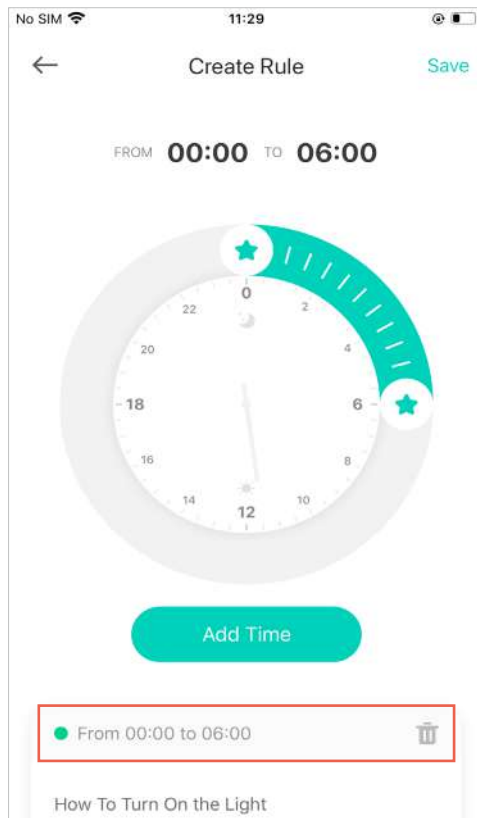 No SIM 11:29
Create Rule Save
FROM 00:00 TO 06:00
0
22 2
20 4
18 6
16 8
14 10
12
Add Time
From 00:00 to 06:00
How To Turn On the Light